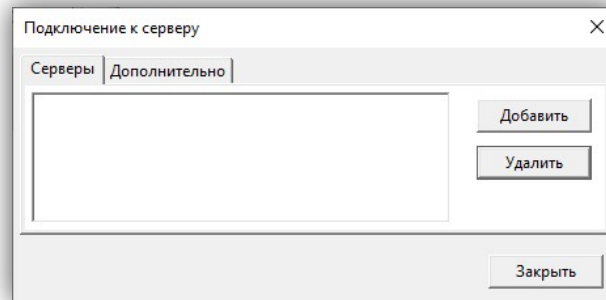 Подключение к серверу
Серверы Дополнительно
Добавить
Удалить
Закрыть